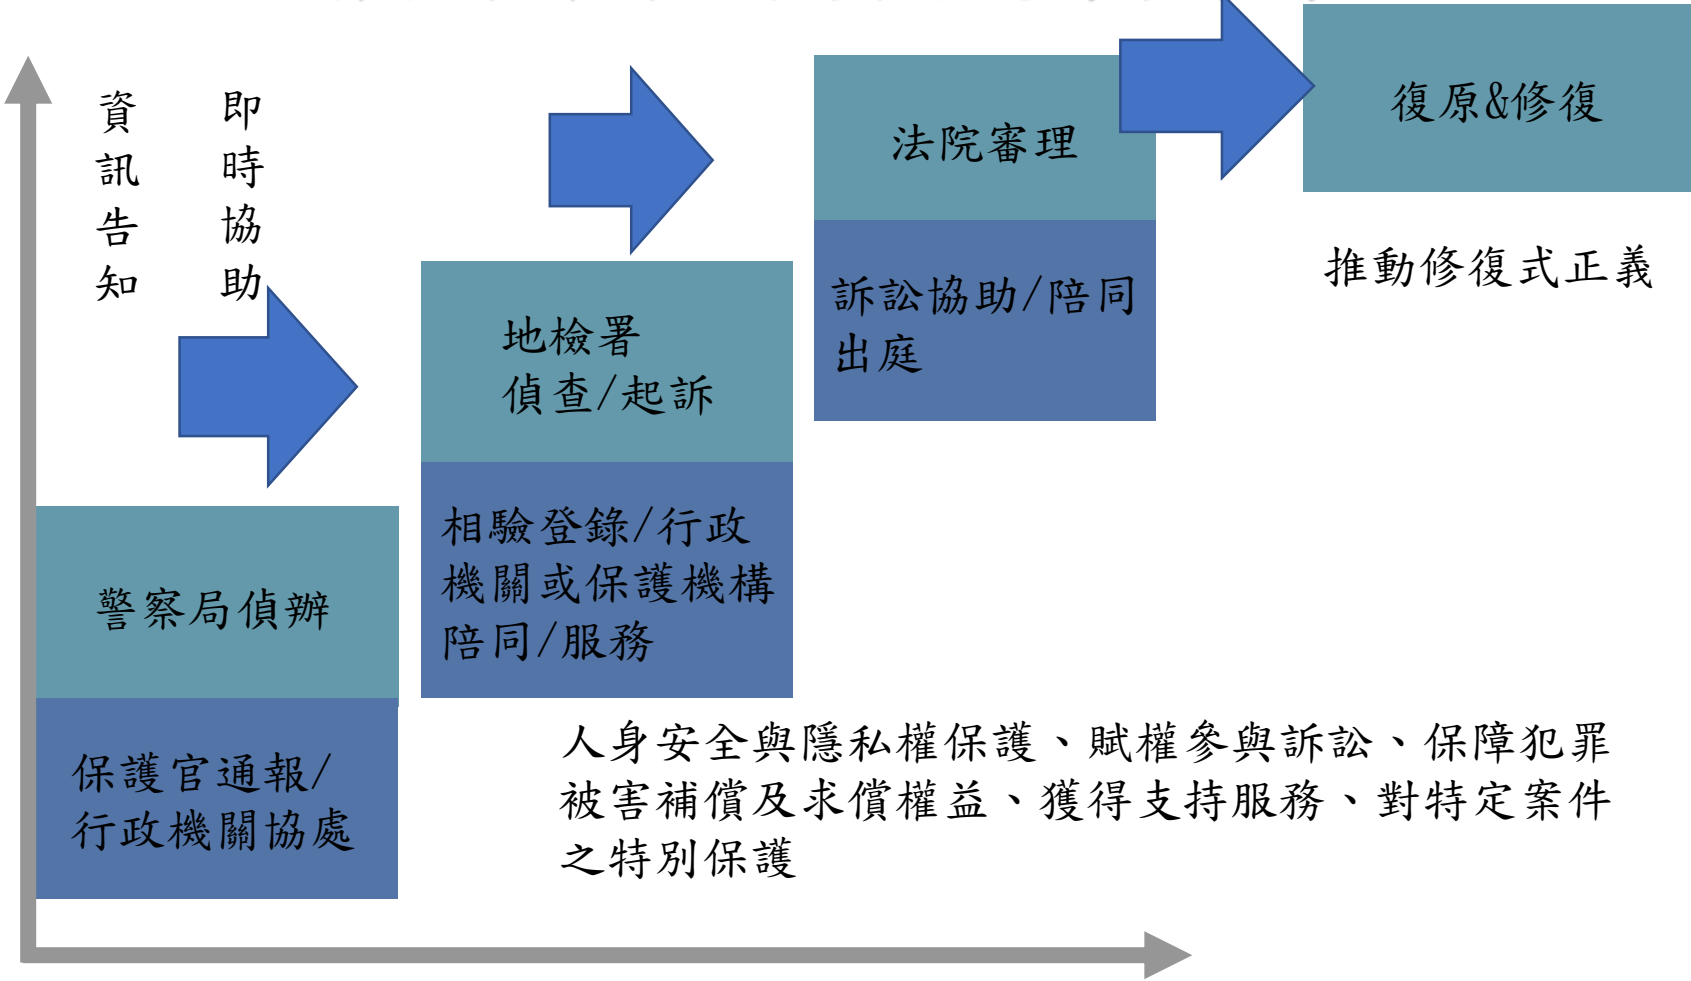 資訊告知
即時協助
警察局偵辦
保護官通報/
行政機關協處
地檢署
偵查/起訴
相驗登錄/行政
機關或保護機構
陪同/服務
法院審理
訴訟協助/陪同
出庭
復原&修復
推動修復式正義
人身安全與隱私權保護、賦權參與訴訟、保障犯罪
被害補償及求償權益、獲得支持服務、對特定案件
之特別保護